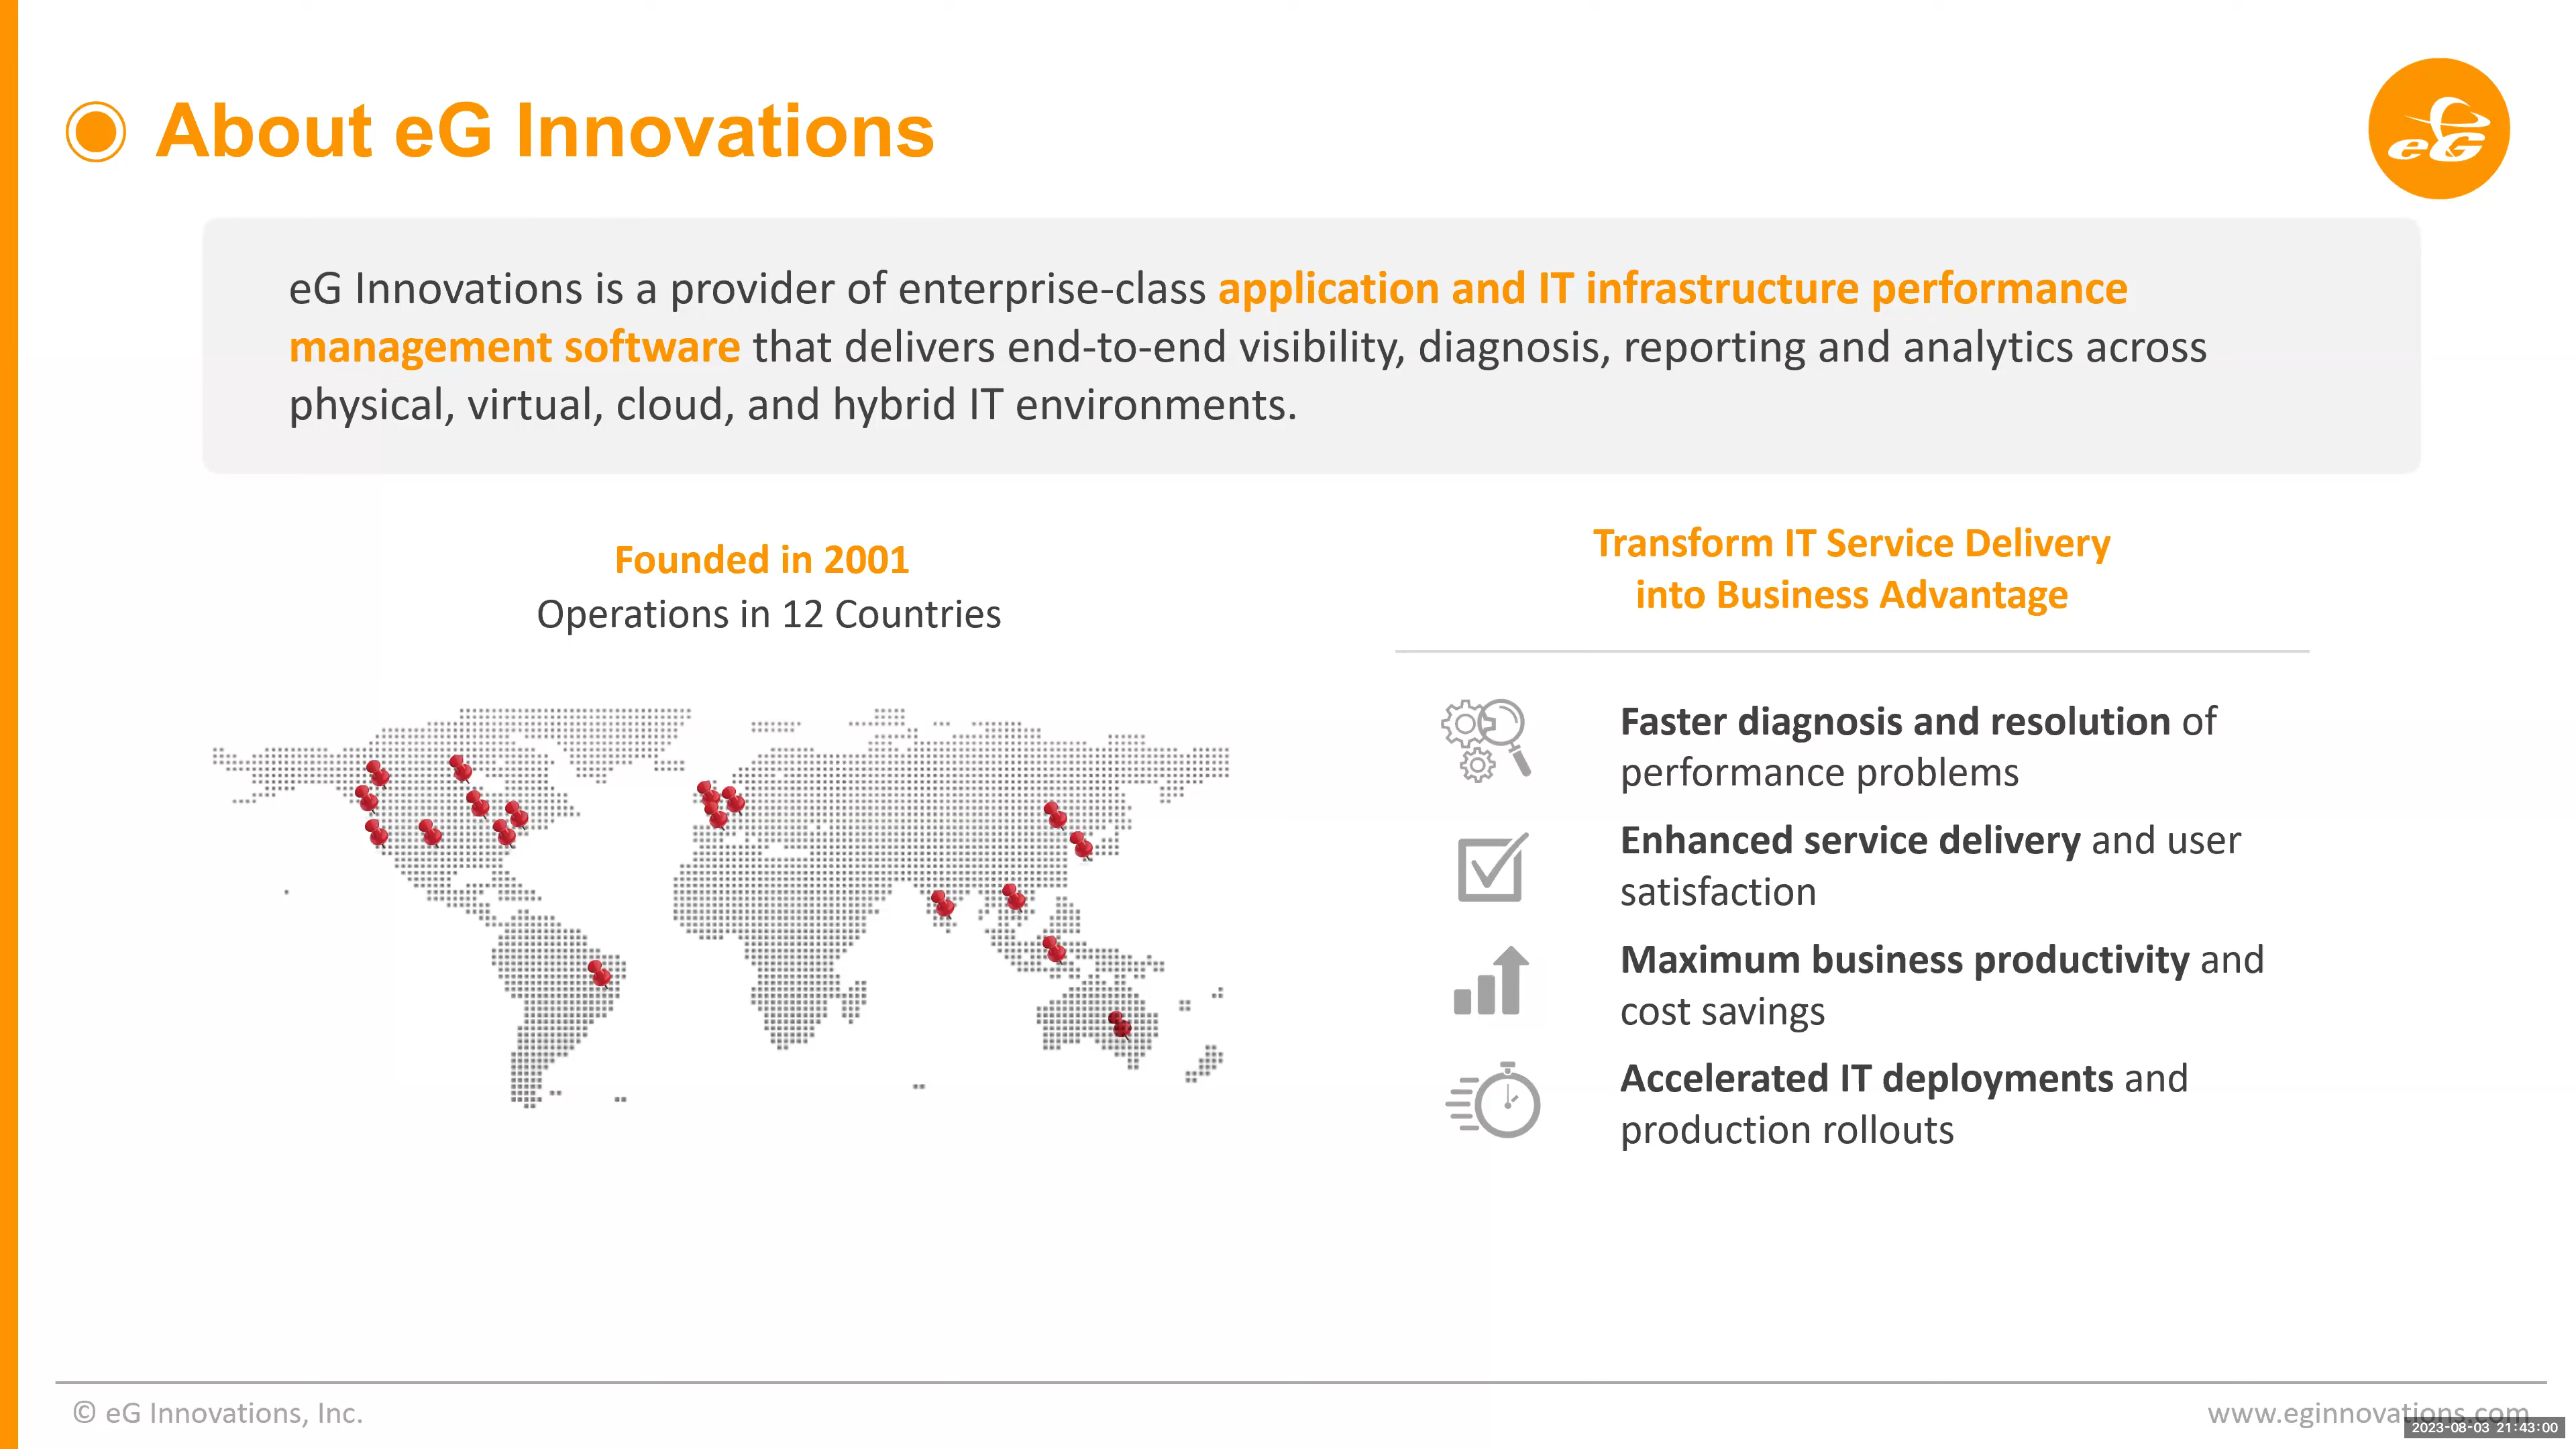 About eG Innovations
eG
eG Innovations is a provider of enterprise-class application and IT infrastructure performance
management software that delivers end-to-end visibility, diagnosis, reporting and analytics across
physical, virtual, cloud, and hybrid IT environments.
Founded in 2001
Operations in 12 Countries
Transform IT Service Delivery
into Business Advantage
Faster diagnosis and resolution of
performance problems
Enhanced service delivery and user
satisfaction
Maximum business productivity and
cost savings
Accelerated IT deployments and
production rollouts
© eG Innovations, Inc.
www.eginnovations.com
2023-08-03 21:43:00